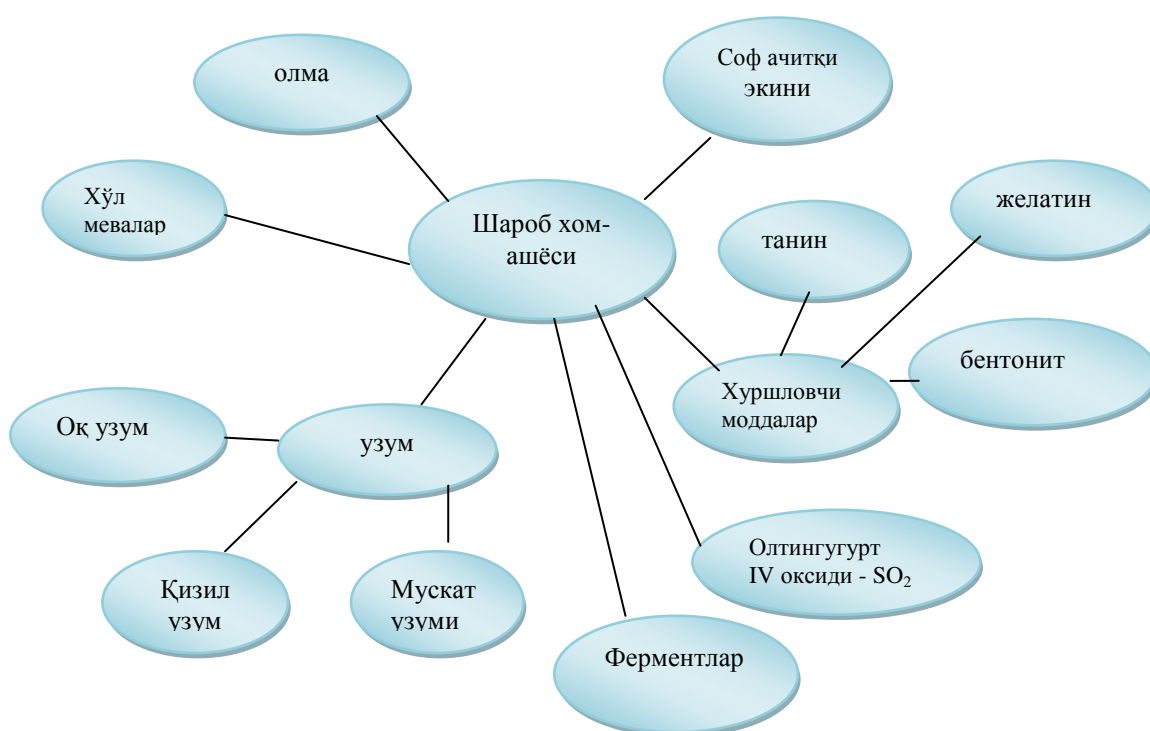 олма
Соф ачитқи
экини
Хўл
мевалар
Шароб хом-
ашёси
танин
желатин
Хуршловчи
моддалар
бентонит
Оқ узум
узум
Қизил
узум
Мускат
узуми
Олтингугурт
IV оксиди - SO₂
Ферментлар